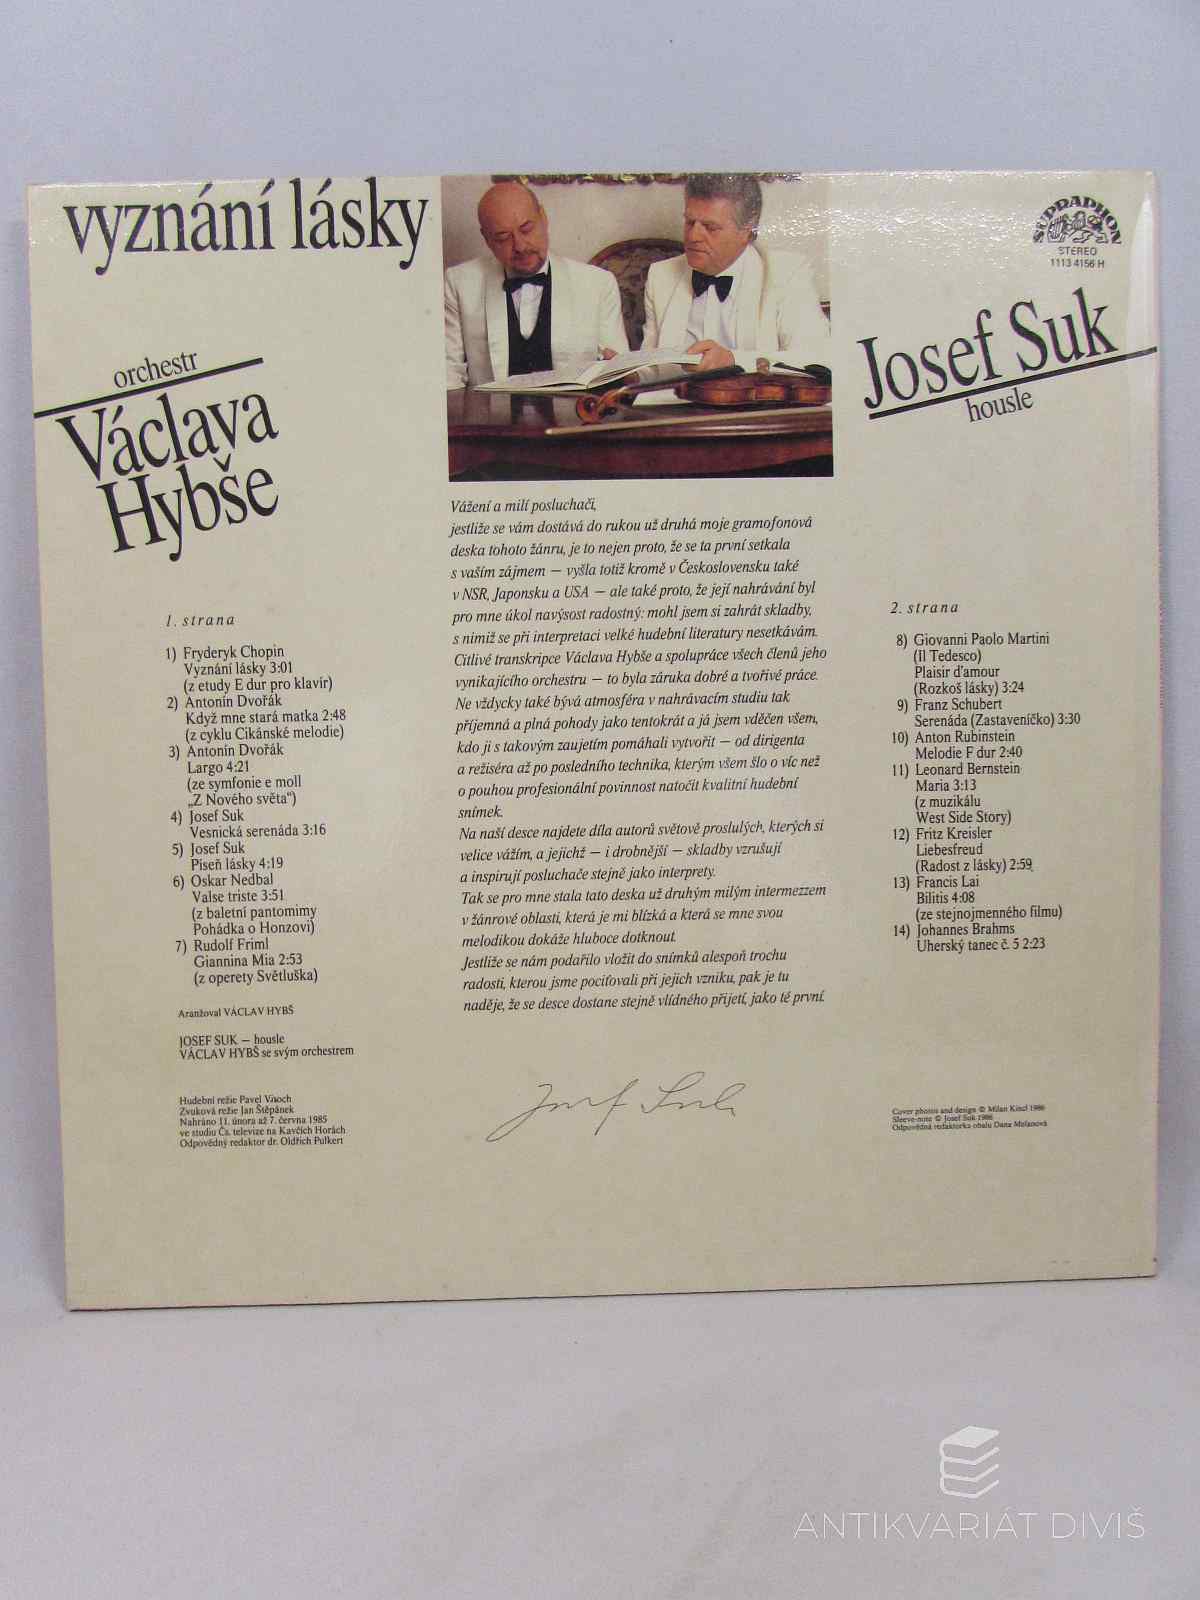 vyznání lásky
SUPRAPHON
STEREO
1113 4156 H
orchestr
Václava
Hybše
Josef Suk
housle
Vážení a milí posluchači,
jestliže se vám dostává do rukou už druhá moje gramofonová
deska tohoto žánru, je to nejen proto, že se ta první setkala
s vaším zájmem — vyšla totiž kromě v Československu také
v NSR, Japonsku a USA — ale také proto, že její nahrávání byl
pro mne úkol navýsost radostný: mohl jsem si zahrát skladby,
s nimiž se při interpretaci velké hudební literatury nesetkávám.
Citlivé transkripce Václava Hybše a spolupráce všech členů jeho
vynikajícího orchestru — to byla záruka dobré a tvořivé práce.
Ne vždycky také bývá atmosféra v nahrávacím studiu tak
příjemná a plná pohody jako tentokrát a já jsem vděčen všem,
kdo ji s takovým zaujetím pomáhali vytvořit — od dirigenta
a režiséra až po posledního technika, kterým všem šlo o víc než
o pouhou profesionální povinnost natočit kvalitní hudební
snímek.
Na naší desce najdete díla autorů světově proslulých, kterých si
velice vážím, a jejichž — i drobnější — skladby vzrušují
a inspirují posluchače stejně jako interprety.
Tak se pro mne stala tato deska už druhým milým intermezzem
v žánrové oblasti, která je mi blízká a která se mne svou
melodikou dokáže hluboce dotknout.
Jestliže se nám podařilo vložit do snímků alespoň trochu
radosti, kterou jsme pociťovali při jejich vzniku, pak je tu
naděje, že se desce dostane stejně vlídného přijetí, jako té první.
Josef Suk
1. strana
1) Fryderyk Chopin
Vyznání lásky 3:01
(z etudy E dur pro klavír)
2) Antonín Dvořák
Když mne stará matka 2:48
(z cyklu Cikánské melodie)
3) Antonín Dvořák
Largo 4:21
(ze symfonie e moll
„Z Nového světa“)
4) Josef Suk
Vesnická serenáda 3:16
5) Josef Suk
Píseň lásky 4:19
6) Oskar Nedbal
Valse triste 3:51
(z baletní pantomimy
Pohádka o Honzovi)
7) Rudolf Friml
Giannina Mia 2:53
(z operety Světluška)
Aranžoval VÁCLAV HYBŠ
JOSEF SUK — housle
VÁCLAV HYBŠ se svým orchestrem
Hudební režie Pavel Vítoch
Zvuková režie Jan Štěpánek
Nahráno 11. února až 7. června 1985
ve studiu Čs. televize na Kavčích Horách
Odpovědný redaktor dr. Oldřich Pulkert
2. strana
8) Giovanni Paolo Martini
(Il Tedesco)
Plaisir d'amour
(Rozkoš lásky) 3:24
9) Franz Schubert
Serenáda (Zastaveníčko) 3:30
10) Anton Rubinstein
Melodie F dur 2:40
11) Leonard Bernstein
Maria 3:13
(z muzikálu
West Side Story)
12) Fritz Kreisler
Liebesfreud
(Radost z lásky) 2:59
13) Francis Lai
Bilitis 4:08
(ze stejnojmenného filmu)
14) Johannes Brahms
Uherský tanec č. 5 2:23
Cover photos and design © Milan Kincl 1986
Sleeve-note © Josef Suk 1986
Odpovědná redaktorka obalu Dana Mošanová
ANTIKVARIÁT DIVIŠ